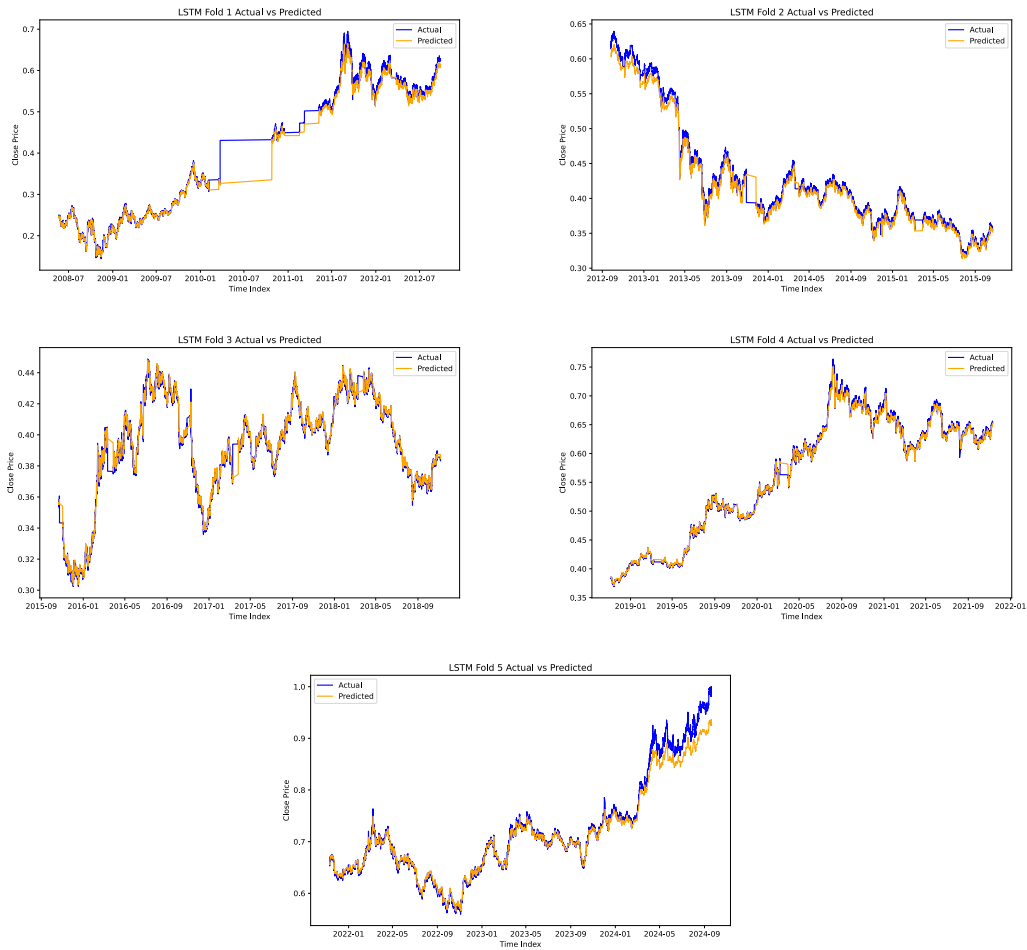 LSTM Fold 1 Actual vs Predicted
Actual
Predicted
Close Price
0.7
0.6
0.5
0.4
0.3
0.2
2008-07 2009-01 2009-07 2010-01 2010-07 2011-01 2011-07 2012-01 2012-07
Time Index
LSTM Fold 2 Actual vs Predicted
Actual
Predicted
Close Price
0.65
0.60
0.55
0.50
0.45
0.40
0.35
0.30
2012-09 2013-01 2013-05 2013-09 2014-01 2014-05 2014-09 2015-01 2015-05 2015-09
Time Index
LSTM Fold 3 Actual vs Predicted
Actual
Predicted
Close Price
0.44
0.42
0.40
0.38
0.36
0.34
0.32
0.30
2015-09 2016-01 2016-05 2016-09 2017-01 2017-05 2017-09 2018-01 2018-05 2018-09
Time Index
LSTM Fold 4 Actual vs Predicted
Actual
Predicted
Close Price
0.75
0.70
0.65
0.60
0.55
0.50
0.45
0.40
0.35
2019-01 2019-05 2019-09 2020-01 2020-05 2020-09 2021-01 2021-05 2021-09 2022-01
Time Index
LSTM Fold 5 Actual vs Predicted
Actual
Predicted
Close Price
1.0
0.9
0.8
0.7
0.6
2022-01 2022-05 2022-09 2023-01 2023-05 2023-09 2024-01 2024-05 2024-09
Time Index